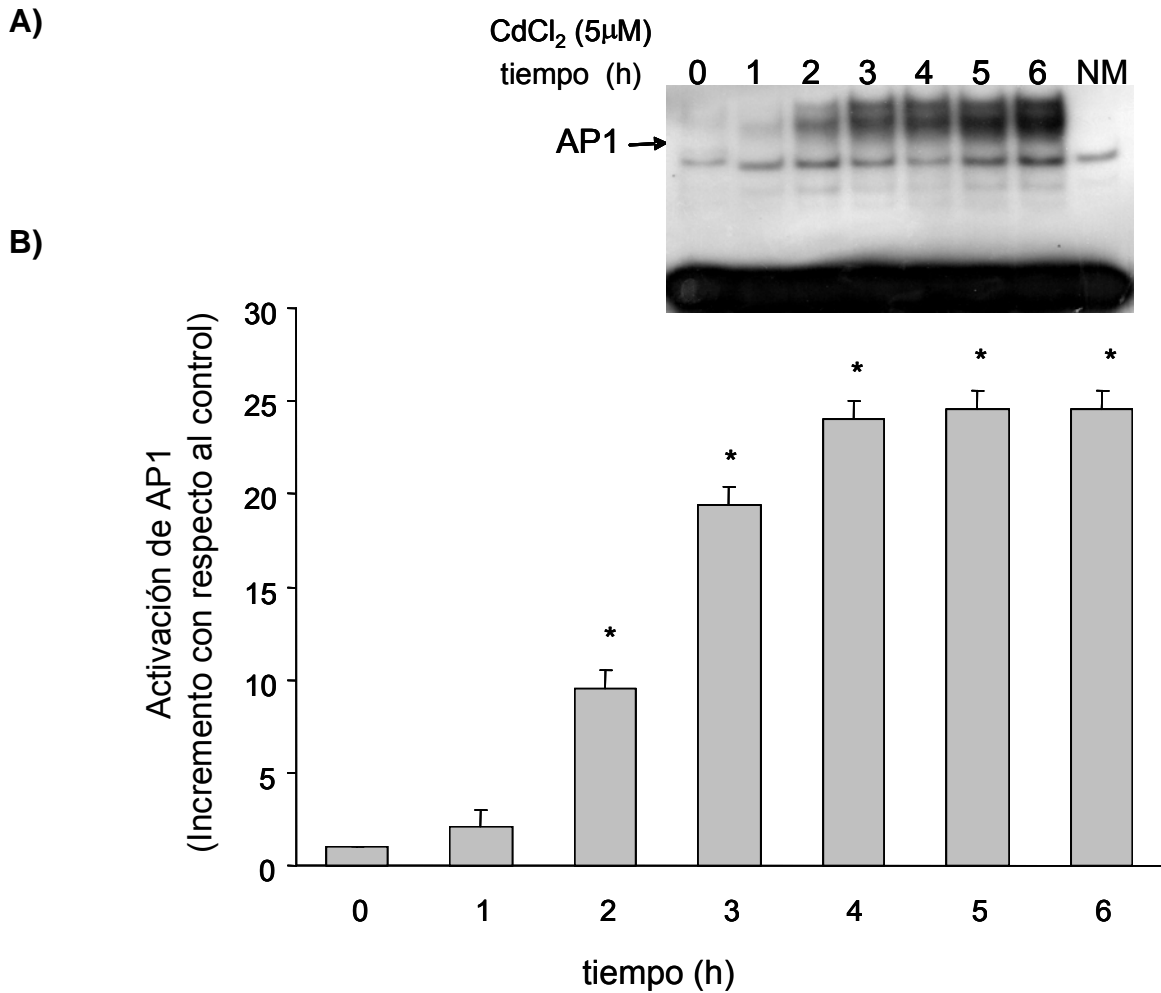 A)
CdCl₂ (5µM)
tiempo (h) 0 1 2 3 4 5 6 NM
AP1
B)
Activación de AP1
(Incremento con respecto al control)
30
25
20
15
10
5
0
* * * * *
0 1 2 3 4 5 6
tiempo (h)